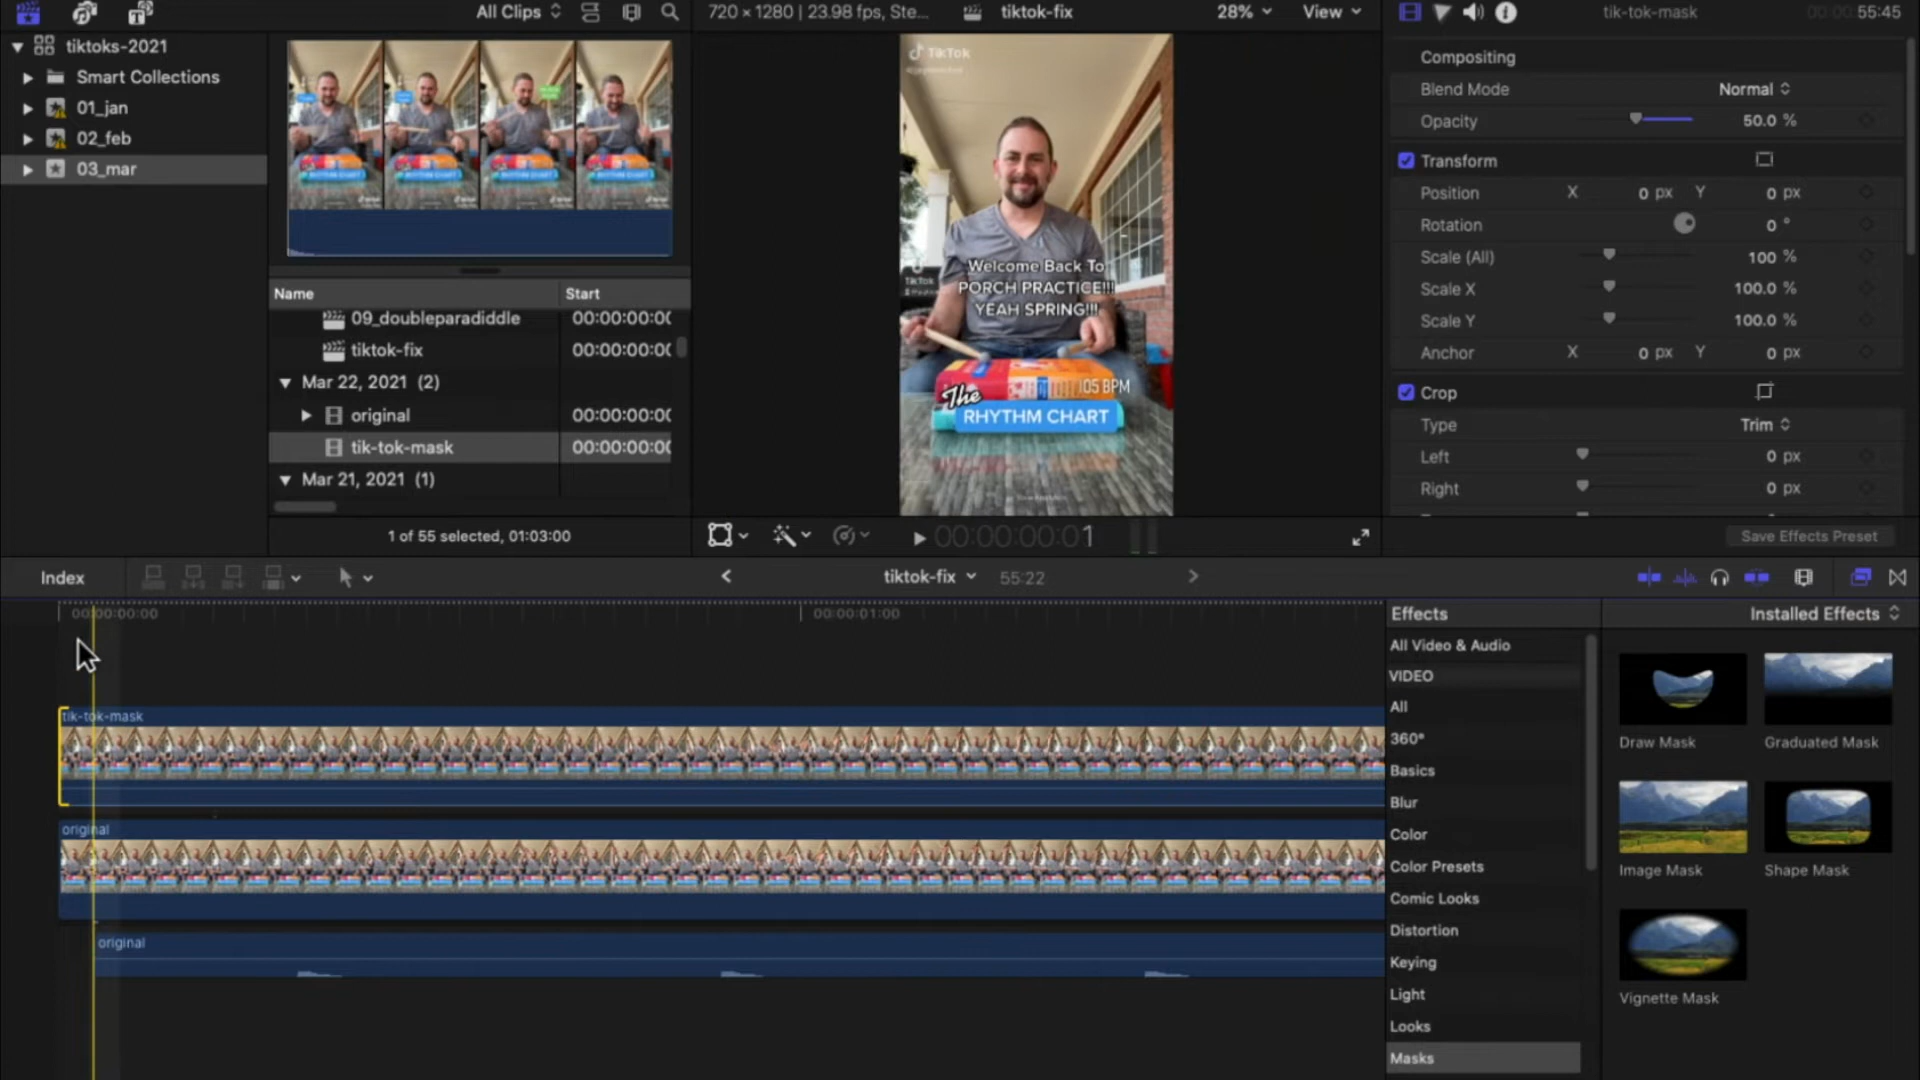 All Clips
720 × 1280 | 23.98 fps, Ste...
tiktok-fix
28%
View
tik-tok-mask
00:00:55:45
tiktoks-2021
Smart Collections
01_jan
02_feb
03_mar
Name
Start
09_doubleparadiddle
00:00:00:0(
tiktok-fix
00:00:00:0(
Mar 22, 2021 (2)
original
00:00:00:0(
tik-tok-mask
00:00:00:0(
Mar 21, 2021 (1)
1 of 55 selected, 01:03:00
TikTok
TikTok
Welcome Back To
PORCH PRACTICE!!!
YEAH SPRING!!!
105 BPM
The
RHYTHM CHART
00:00:00:01
Compositing
Blend Mode
Normal
Opacity
50.0 %
Transform
Position X 0 px Y 0 px
Rotation 0 °
Scale (All) 100 %
Scale X 100.0 %
Scale Y 100.0 %
Anchor X 0 px Y 0 px
Crop
Type Trim
Left 0 px
Right 0 px
Save Effects Preset
Index
tiktok-fix
55:22
00:00:00:00
00:00:01:00
tik-tok-mask
original
original
Effects
Installed Effects
All Video & Audio
VIDEO
All
360°
Basics
Blur
Color
Color Presets
Comic Looks
Distortion
Keying
Light
Looks
Masks
Draw Mask
Graduated Mask
Image Mask
Shape Mask
Vignette Mask